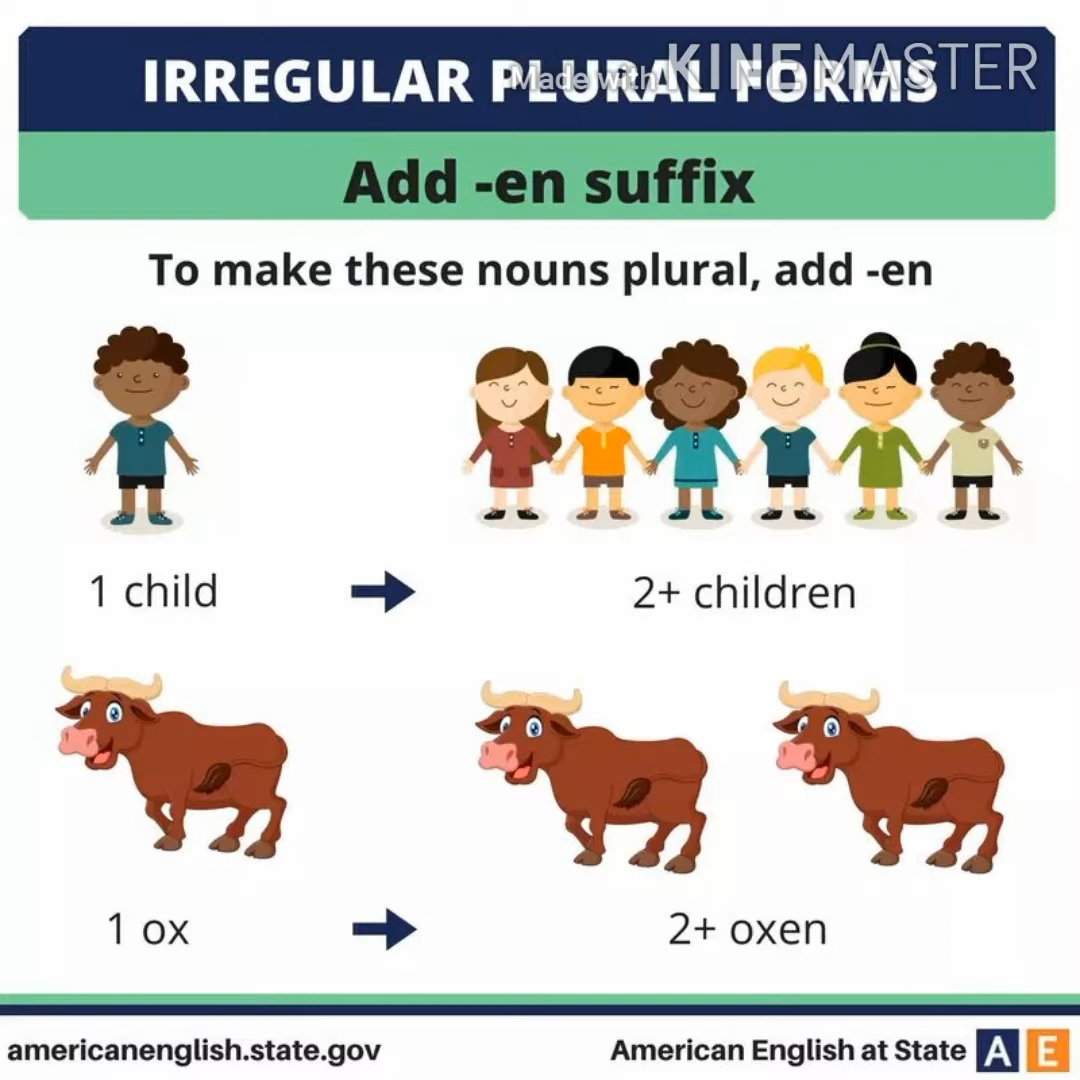 IRREGULAR PLURAL FORMS
Made with KINEMASTER
Add -en suffix
To make these nouns plural, add -en
1 child
2+ children
1 ox
2+ oxen
americanenglish.state.gov
American English at State A E